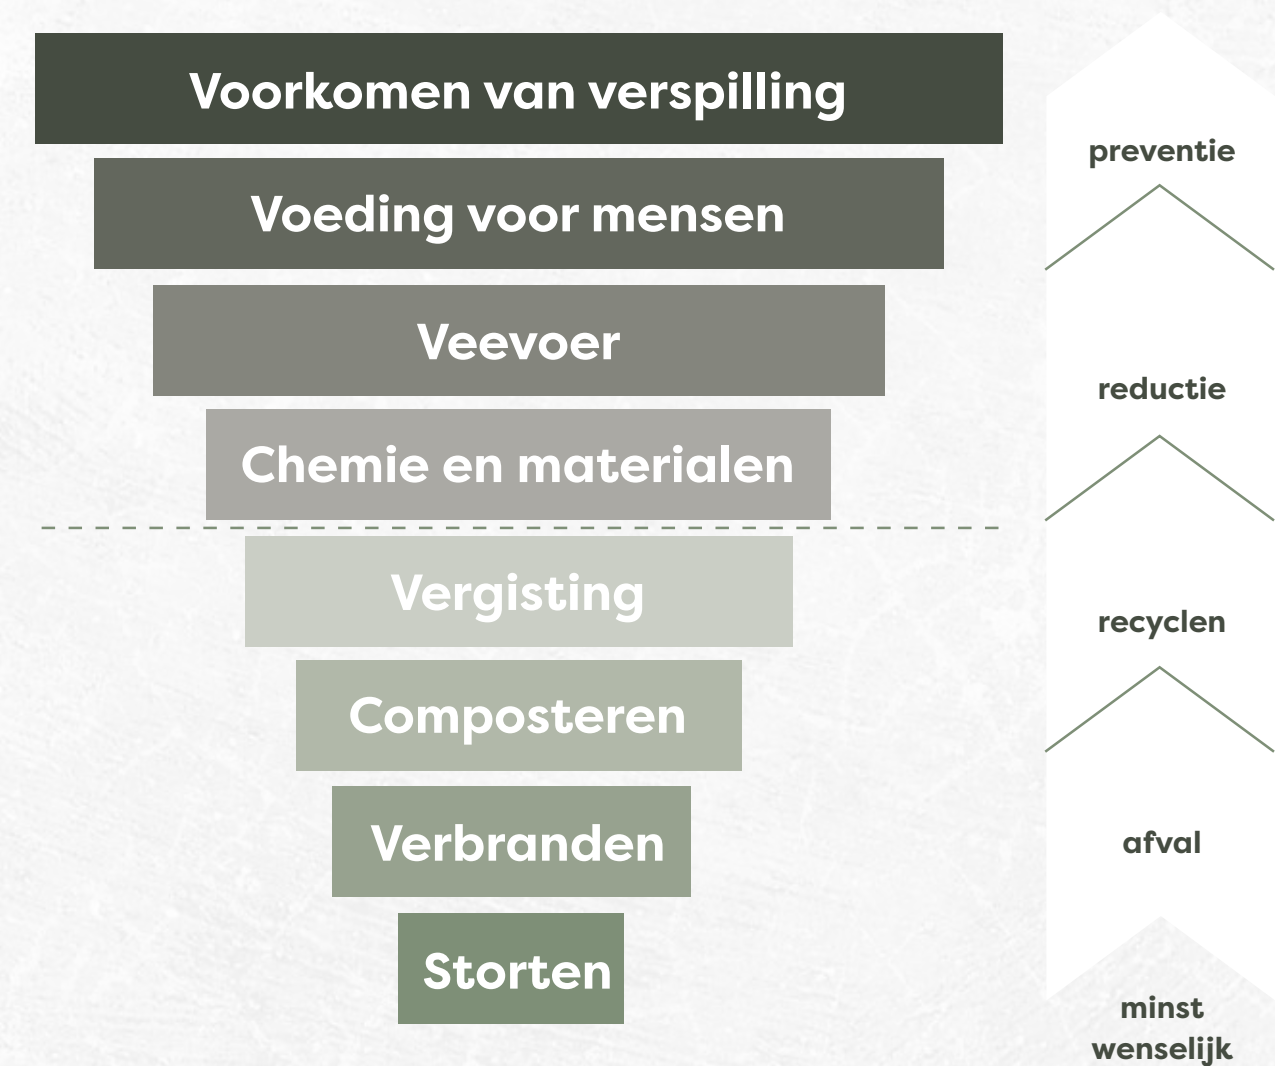 Voorkomen van verspilling
Voeding voor mensen
Veevoer
Chemie en materialen
Vergisting
Composteren
Verbranden
Storten
preventie
reductie
recyclen
afval
minst
wenselijk